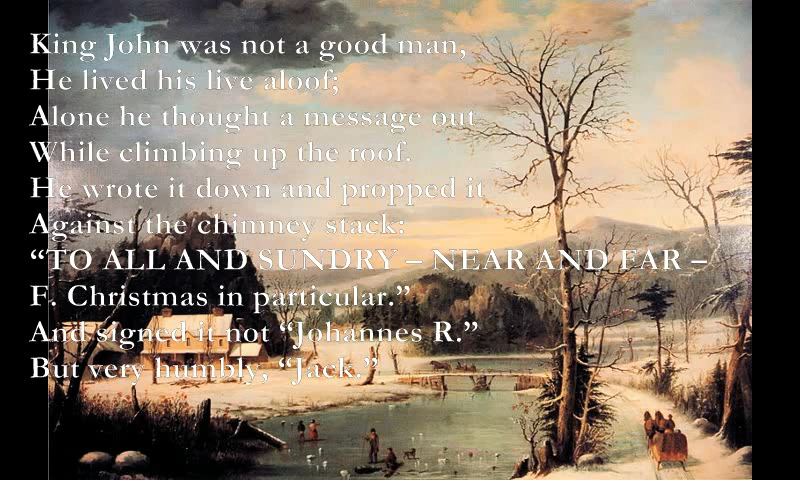 King John was not a good man,
He lived his live aloof;
Alone he thought a message out
While climbing up the roof.
He wrote it down and propped it
Against the chimney stack:
“TO ALL AND SUNDRY – NEAR AND FAR –
F. Christmas in particular.”
And signed it not “Johannes R.”
But very humbly, “Jack.”